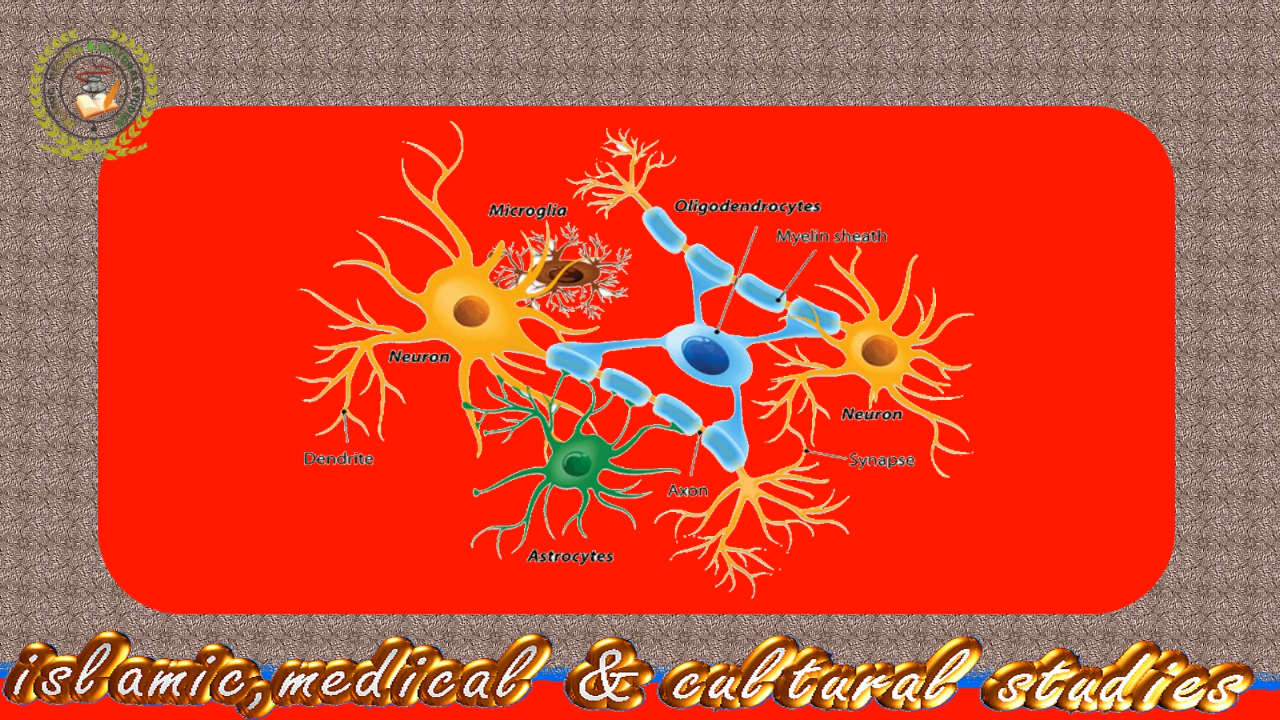 Microglia
Oligodendrocytes
Myelin sheath
Neuron
Neuron
Dendrite
Synapse
Axon
Astrocytes
islamic,medical & cultural studies